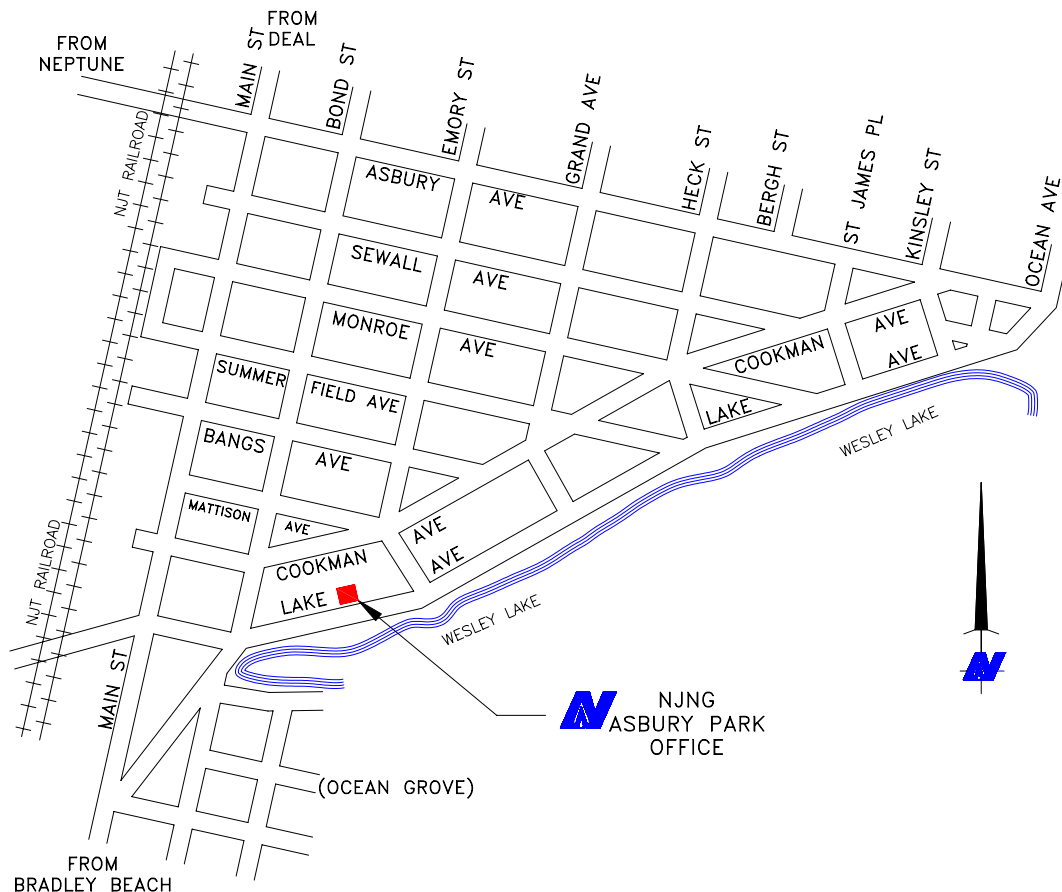 FROM
DEAL
FROM
NEPTUNE
MAIN ST
BOND ST
EMORY ST
GRAND AVE
HECK ST
BERGH ST
ST JAMES PL
KINSLEY ST
OCEAN AVE
NJT RAILROAD
ASBURY AVE
SEWALL AVE
MONROE AVE
SUMMER FIELD AVE
BANGS AVE
MATTISON AVE
COOKMAN AVE
LAKE AVE
COOKMAN AVE
LAKE AVE
WESLEY LAKE
NJT RAILROAD
WESLEY LAKE
MAIN ST
N NJNG
ASBURY PARK
OFFICE
N
(OCEAN GROVE)
FROM
BRADLEY BEACH